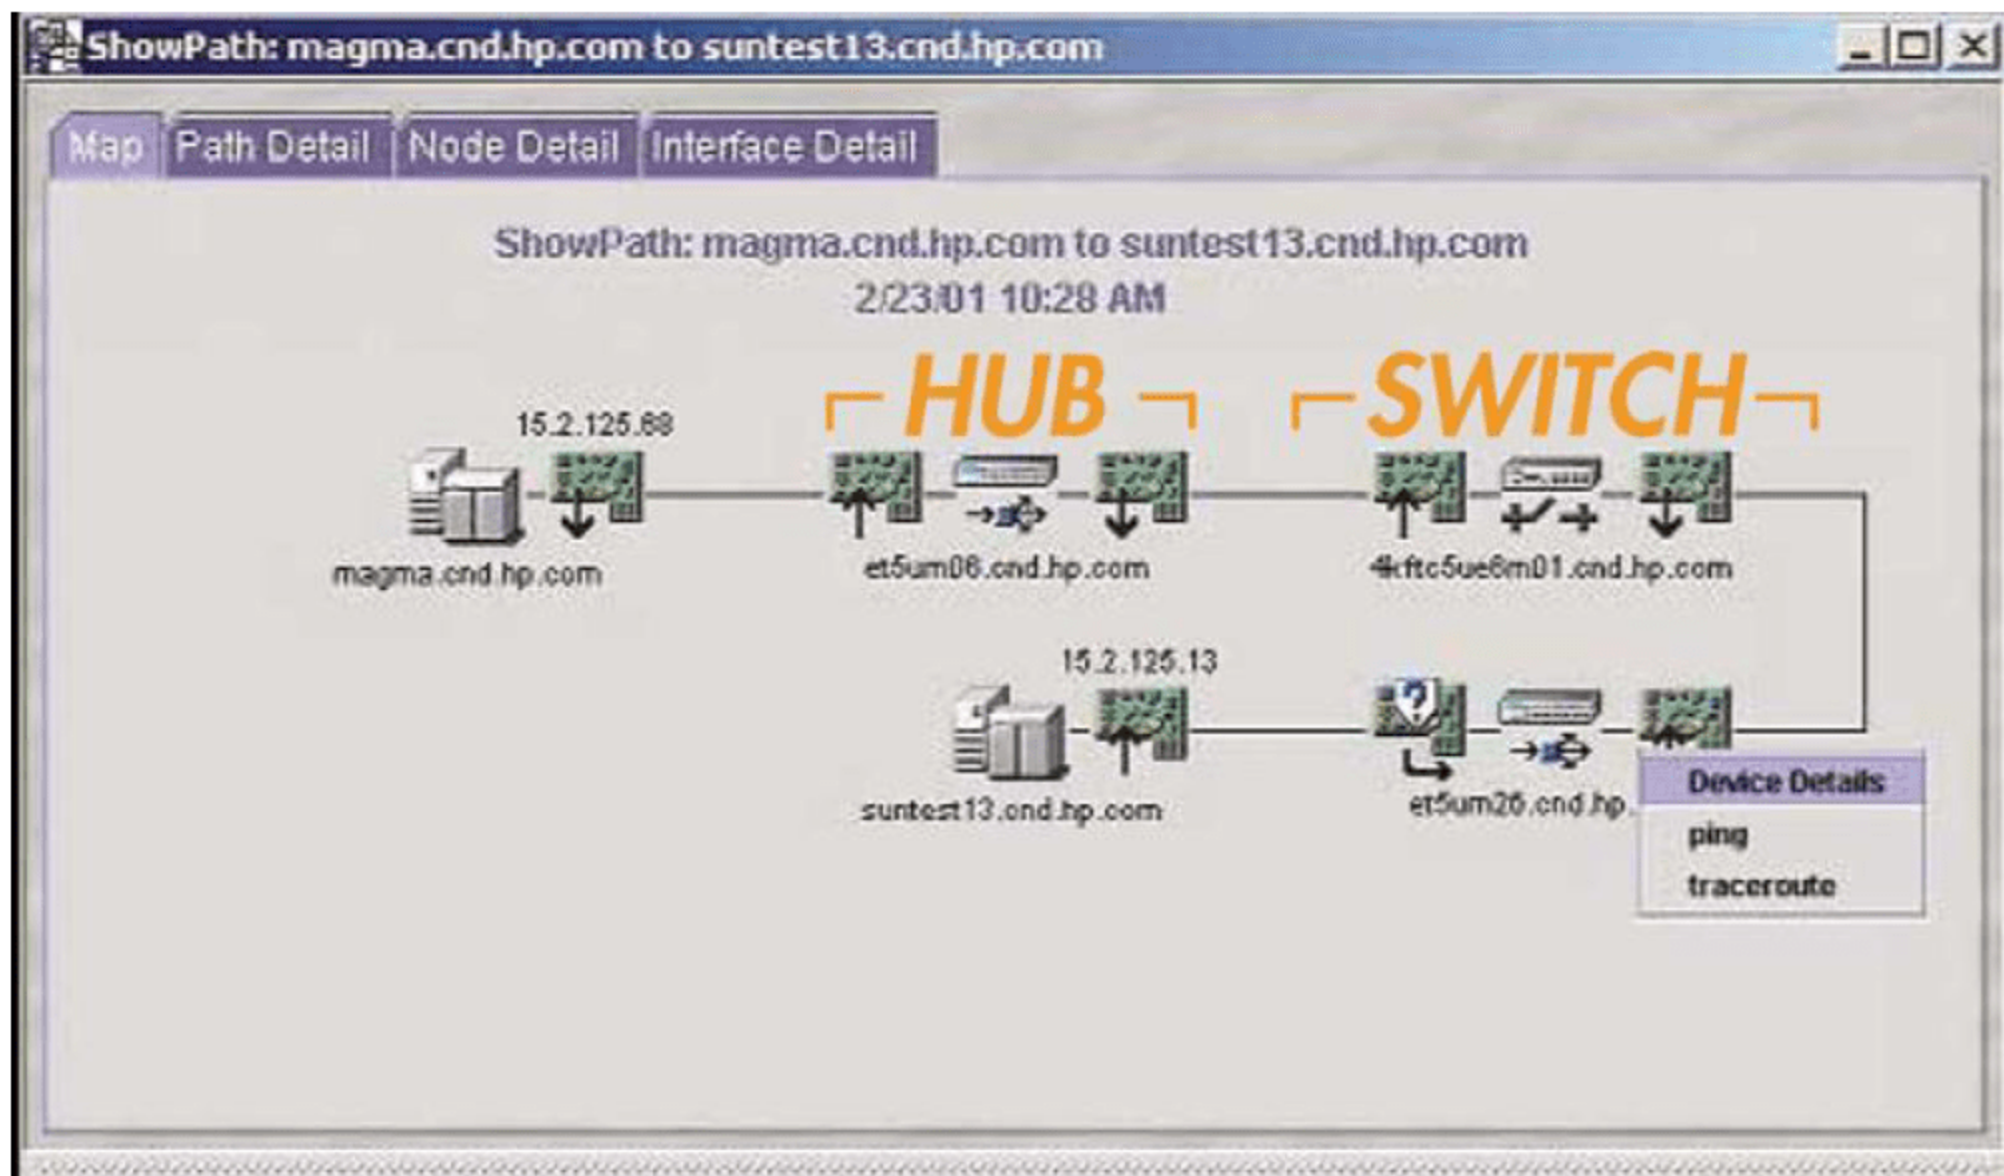 ShowPath: magma.cnd.hp.com to suntest13.cnd.hp.com
Map Path Detail Node Detail Interface Detail
ShowPath: magma.cnd.hp.com to suntest13.cnd.hp.com
2/23/01 10:28 AM
HUB SWITCH
15.2.125.68
magma.cnd.hp.com et5um06.cnd.hp.com 4kftc5ue6m01.cnd.hp.com
15.2.125.13
suntest13.cnd.hp.com et5um26.cnd.hp.
Device Details
ping
traceroute
?